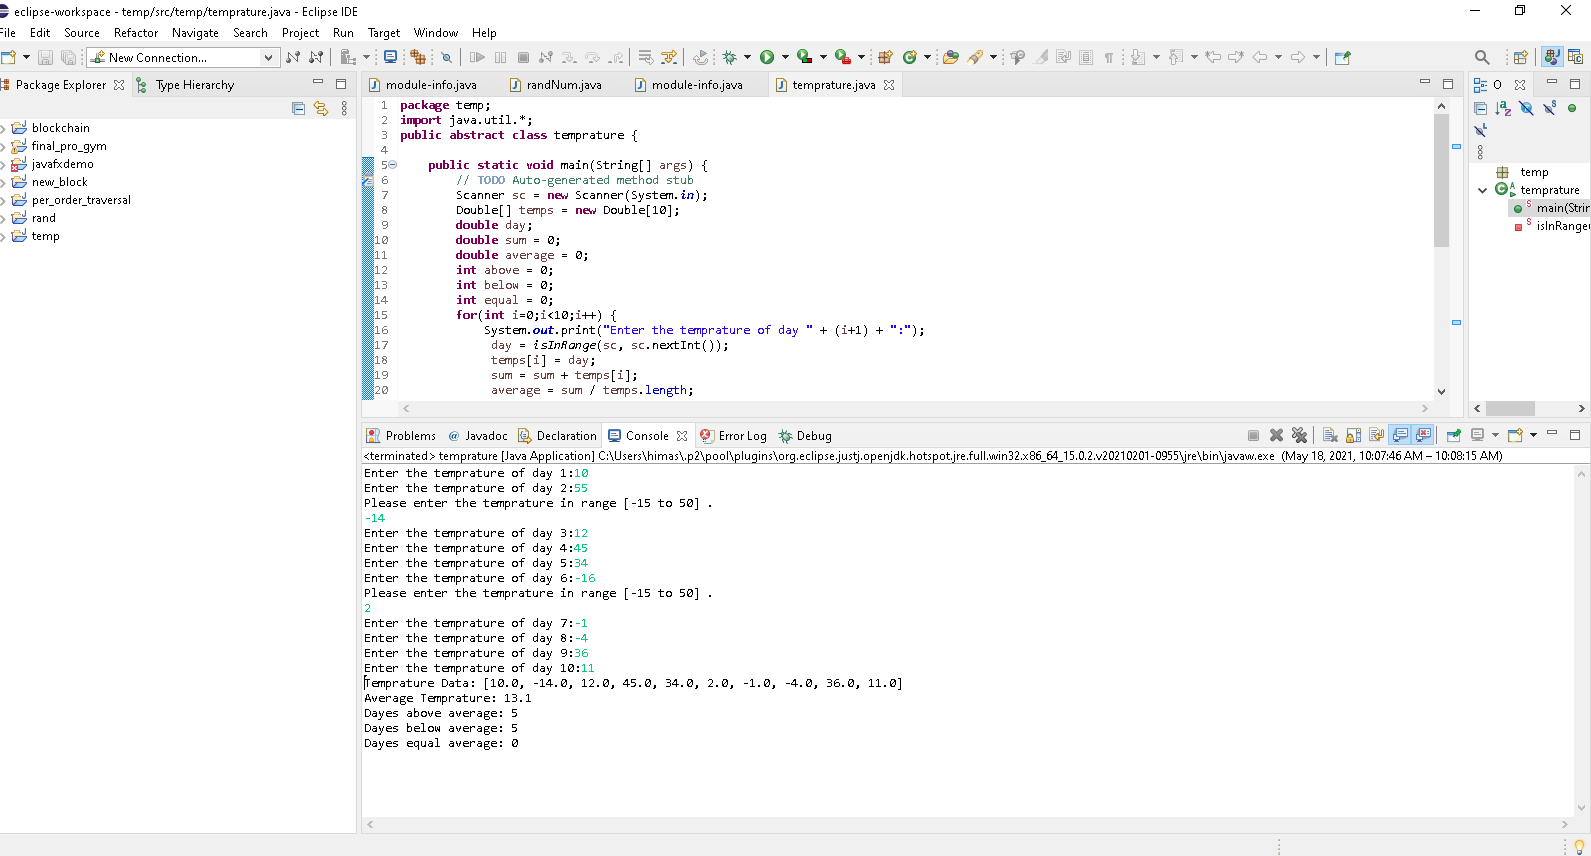 eclipse-workspace - temp/src/temp/temprature.java - Eclipse IDE
File Edit Source Refactor Navigate Search Project Run Target Window Help
New Connection...
Package Explorer Type Hierarchy
blockchain
final_pro_gym
javafxdemo
new_block
per_order_traversal
rand
temp
module-info.java randNum.java module-info.java temprature.java
1 package temp;
2 import java.util.*;
3 public abstract class temprature {
4
5 public static void main(String[] args) {
6 // TODO Auto-generated method stub
7 Scanner sc = new Scanner(System.in);
8 Double[] temps = new Double[10];
9 double day;
10 double sum = 0;
11 double average = 0;
12 int above = 0;
13 int below = 0;
14 int equal = 0;
15 for(int i=0;i<10;i++) {
16 System.out.print("Enter the temprature of day " + (i+1) + ":");
17 day = isInRange(sc, sc.nextInt());
18 temps[i] = day;
19 sum = sum + temps[i];
20 average = sum / temps.length;
O
temp
temprature
main(Strin
isInRange(
Problems @ Javadoc Declaration Console Error Log Debug
<terminated> temprature [Java Application] C:\Users\himas\.p2\pool\plugins\org.eclipse.justj.openjdk.hotspot.jre.full.win32.x86_64_15.0.2.v20210201-0955\jre\bin\javaw.exe (May 18, 2021, 10:07:46 AM – 10:08:15 AM)
Enter the temprature of day 1:10
Enter the temprature of day 2:55
Please enter the temprature in range [-15 to 50] .
-14
Enter the temprature of day 3:12
Enter the temprature of day 4:45
Enter the temprature of day 5:34
Enter the temprature of day 6:-16
Please enter the temprature in range [-15 to 50] .
2
Enter the temprature of day 7:-1
Enter the temprature of day 8:-4
Enter the temprature of day 9:36
Enter the temprature of day 10:11
Temprature Data: [10.0, -14.0, 12.0, 45.0, 34.0, 2.0, -1.0, -4.0, 36.0, 11.0]
Average Temprature: 13.1
Dayes above average: 5
Dayes below average: 5
Dayes equal average: 0